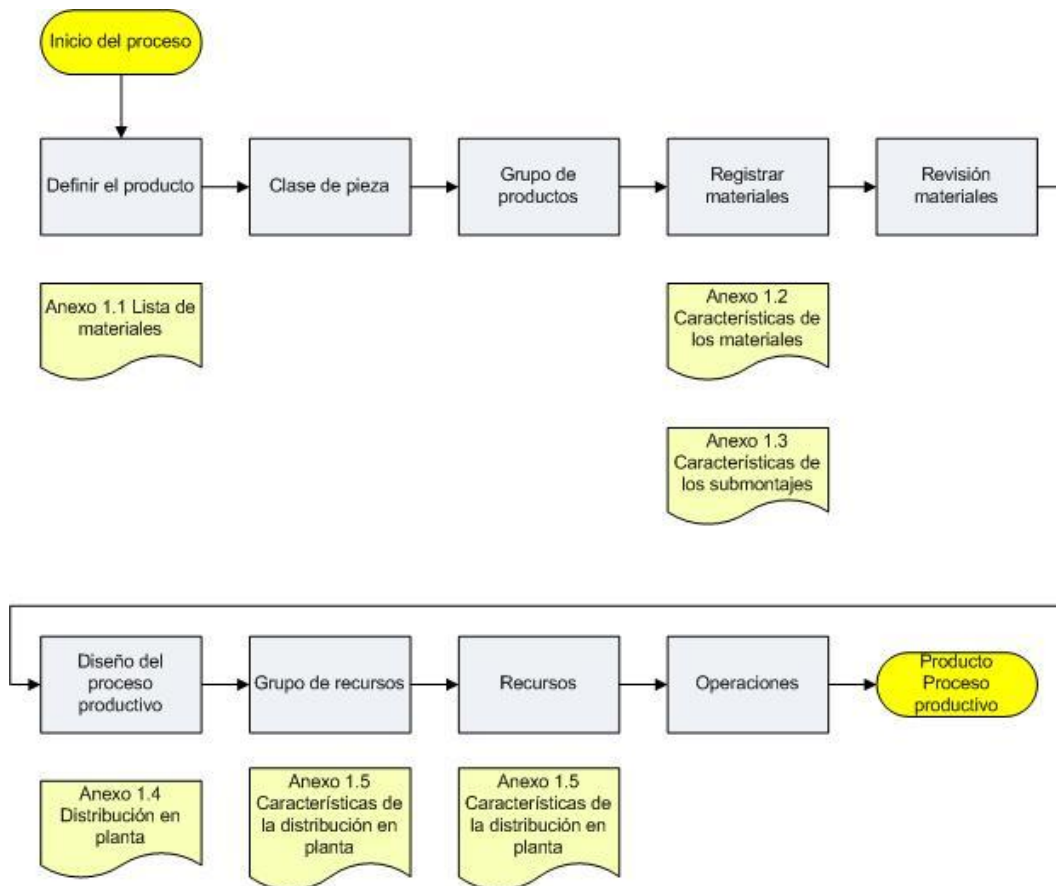 Inicio del proceso
Definir el producto
Clase de pieza
Grupo de
productos
Registrar
materiales
Revisión
materiales
Anexo 1.1 Lista de
materiales
Anexo 1.2
Características de
los materiales
Anexo 1.3
Características de
los submontajes
Diseño del
proceso
productivo
Grupo de recursos
Recursos
Operaciones
Producto
Proceso
productivo
Anexo 1.4
Distribución en
planta
Anexo 1.5
Características de
la distribución en
planta
Anexo 1.5
Características de
la distribución en
planta